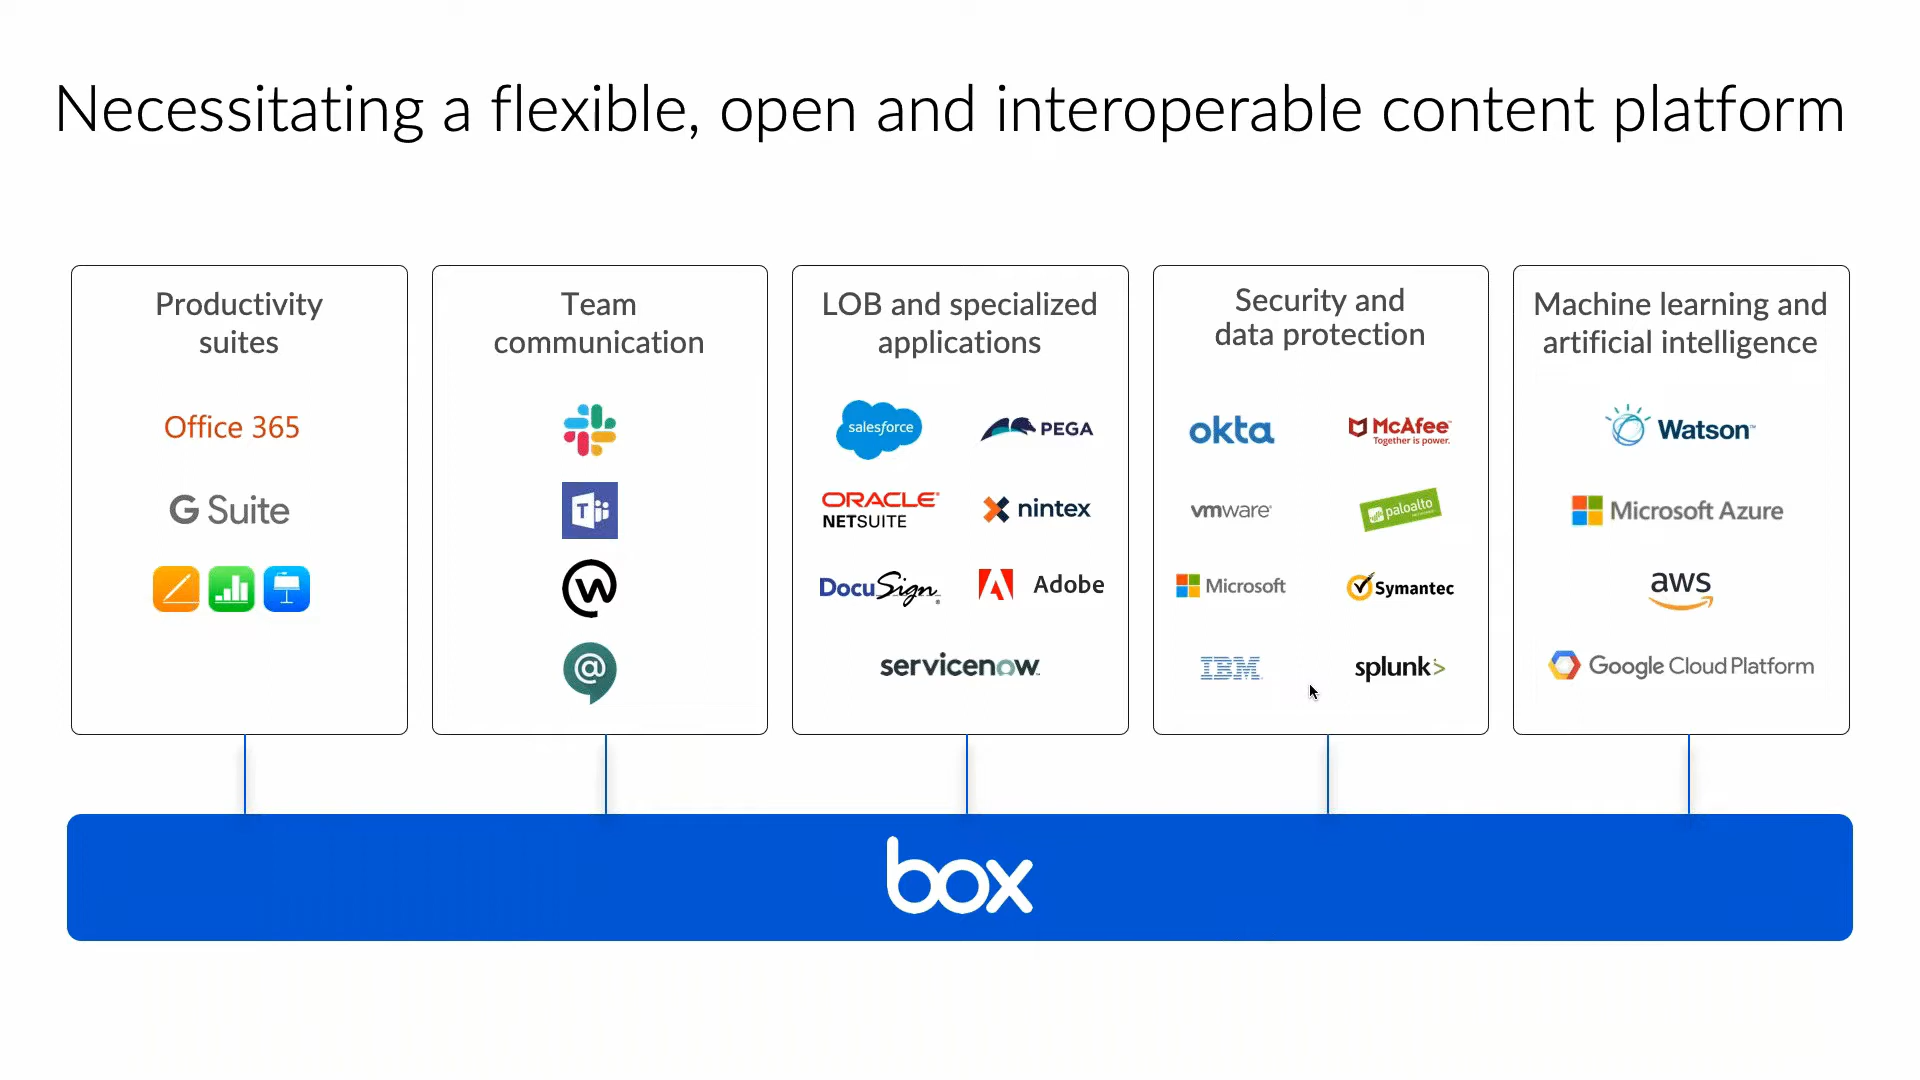 Necessitating a flexible, open and interoperable content platform
Productivity
suites
Office 365
G Suite
Team
communication
T
W
@
LOB and specialized
applications
salesforce
PEGA
ORACLE
NETSUITE
nintex
DocuSign
Adobe
servicenow
Security and
data protection
okta
McAfee
Together is power.
vmware
paloalto
Microsoft
Symantec
IBM
splunk>
Machine learning and
artificial intelligence
Watson
Microsoft Azure
aws
Google Cloud Platform
box